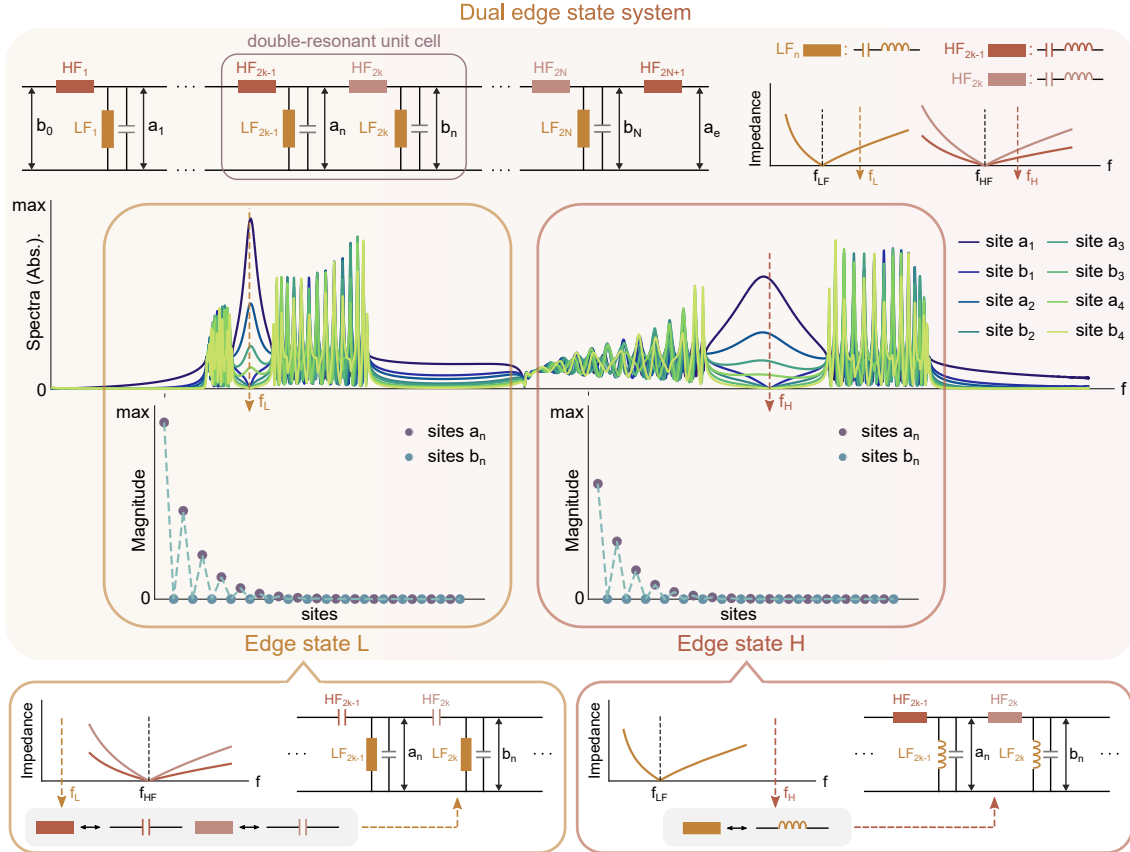 Dual edge state system
double-resonant unit cell
HF1 HF2k-1 HF2k HF2N HF2N+1
b0 LF1 a1 LF2k-1 an LF2k bn LF2N bN ae
LFn : HF2k-1 :
HF2k :
Impedance
fLF fL fHF fH f
max
Spectra (Abs.)
0
fL fH f
site a1 site a3
site b1 site b3
site a2 site a4
site b2 site b4
max
Magnitude
0
sites
sites an
sites bn
max
Magnitude
0
sites
sites an
sites bn
Edge state L
Edge state H
Impedance
fL fHF f
HF2k-1 HF2k
LF2k-1 an LF2k bn
Impedance
fLF fH f
HF2k-1 HF2k
LF2k-1 an LF2k bn